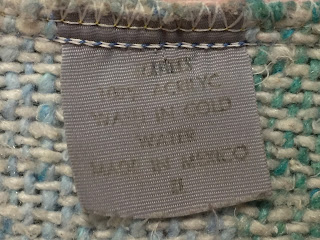 100% ACRYLIC
WASH IN COLD
WATER
MADE IN MEXICO